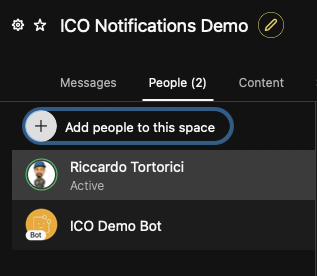 ICO Notifications Demo
Messages People (2) Content
Add people to this space
Riccardo Tortorici
Active
ICO Demo Bot
Bot